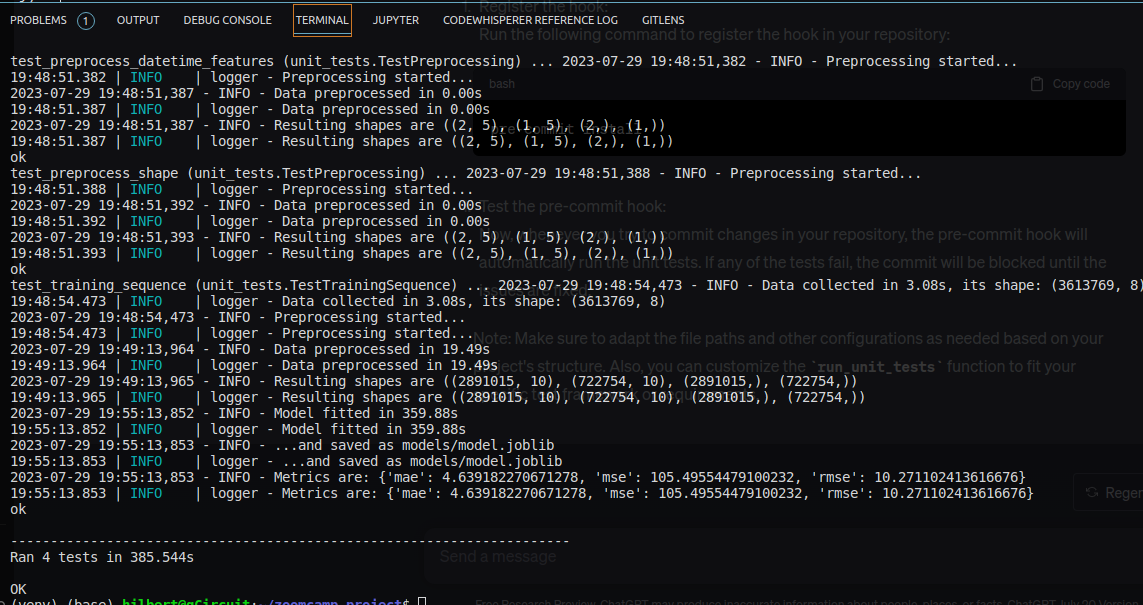 PROBLEMS 1 OUTPUT DEBUG CONSOLE TERMINAL JUPYTER CODEWHISPERER REFERENCE LOG GITLENS
1. Register the hook:
Run the following command to register the hook in your repository:
bash Copy code
pre-commit install
Test the pre-commit hook:
Now, whenever you try to commit changes in your repository, the pre-commit hook will
automatically run the unit tests. If any of the tests fail, the commit will be blocked until the
Note: Make sure to adapt the file paths and other configurations as needed based on your
project's structure. Also, you can customize the `run_unit_tests` function to fit your
Regen
Send a message
test_preprocess_datetime_features (unit_tests.TestPreprocessing) ... 2023-07-29 19:48:51,382 - INFO - Preprocessing started...
19:48:51.382 | INFO    | logger - Preprocessing started...
2023-07-29 19:48:51,387 - INFO - Data preprocessed in 0.00s
19:48:51.387 | INFO    | logger - Data preprocessed in 0.00s
2023-07-29 19:48:51,387 - INFO - Resulting shapes are ((2, 5), (1, 5), (2,), (1,))
19:48:51.387 | INFO    | logger - Resulting shapes are ((2, 5), (1, 5), (2,), (1,))
ok
test_preprocess_shape (unit_tests.TestPreprocessing) ... 2023-07-29 19:48:51,388 - INFO - Preprocessing started...
19:48:51.388 | INFO    | logger - Preprocessing started...
2023-07-29 19:48:51,392 - INFO - Data preprocessed in 0.00s
19:48:51.392 | INFO    | logger - Data preprocessed in 0.00s
2023-07-29 19:48:51,393 - INFO - Resulting shapes are ((2, 5), (1, 5), (2,), (1,))
19:48:51.393 | INFO    | logger - Resulting shapes are ((2, 5), (1, 5), (2,), (1,))
ok
test_training_sequence (unit_tests.TestTrainingSequence) ... 2023-07-29 19:48:54,473 - INFO - Data collected in 3.08s, its shape: (3613769, 8)
19:48:54.473 | INFO    | logger - Data collected in 3.08s, its shape: (3613769, 8)
2023-07-29 19:48:54,473 - INFO - Preprocessing started...
19:48:54.473 | INFO    | logger - Preprocessing started...
2023-07-29 19:49:13,964 - INFO - Data preprocessed in 19.49s
19:49:13.964 | INFO    | logger - Data preprocessed in 19.49s
2023-07-29 19:49:13,965 - INFO - Resulting shapes are ((2891015, 10), (722754, 10), (2891015,), (722754,))
19:49:13.965 | INFO    | logger - Resulting shapes are ((2891015, 10), (722754, 10), (2891015,), (722754,))
2023-07-29 19:55:13,852 - INFO - Model fitted in 359.88s
19:55:13.852 | INFO    | logger - Model fitted in 359.88s
2023-07-29 19:55:13,853 - INFO - ...and saved as models/model.joblib
19:55:13.853 | INFO    | logger - ...and saved as models/model.joblib
2023-07-29 19:55:13,853 - INFO - Metrics are: {'mae': 4.639182270671278, 'mse': 105.49554479100232, 'rmse': 10.271102413616676}
19:55:13.853 | INFO    | logger - Metrics are: {'mae': 4.639182270671278, 'mse': 105.49554479100232, 'rmse': 10.271102413616676}
ok
----------------------------------------------------------------------
Ran 4 tests in 385.544s
OK
(venv) (base) hilbert@qCircuit:~/zoomcamp_project$